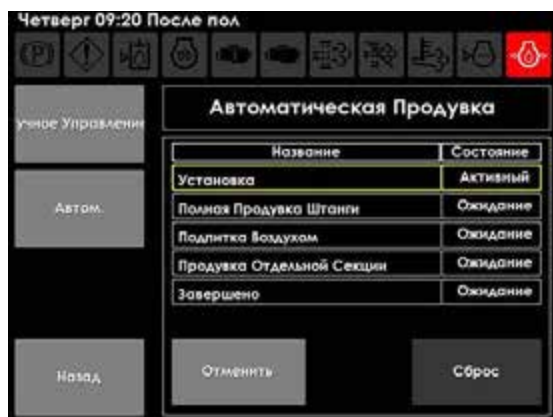 Четверг 09:20 После пол
учное Управлени
Автоматическая Продувка
Название Состояние
Установка Активный
Автом.
Полная Продувка Штанги Ожидание
Подпитка Воздухом Ожидание
Продувка Отдельной Секции Ожидание
Завершено Ожидание
Назад
Отменить
Сброс